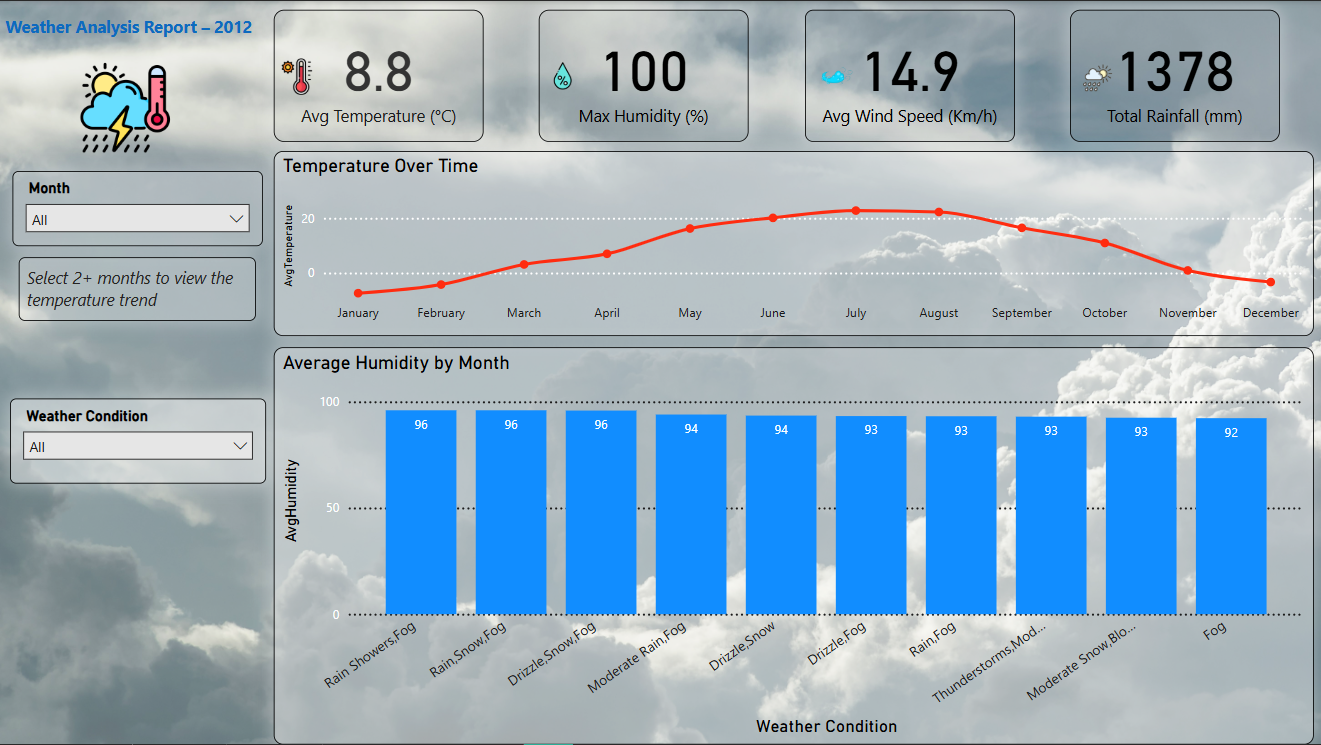 Weather Analysis Report – 2012
8.8
Avg Temperature (°C)
%
100
Max Humidity (%)
14.9
Avg Wind Speed (Km/h)
1378
Total Rainfall (mm)
Month
All
Select 2+ months to view the
temperature trend
Weather Condition
All
Temperature Over Time
AvgTemperature
20
0
January February March April May June July August September October November December
Average Humidity by Month
AvgHumidity
100
50
0
96 96 96 94 94 93 93 93 93 92
Rain Showers,Fog
Rain,Snow,Fog
Drizzle,Snow,Fog
Moderate Rain,Fog
Drizzle,Snow
Drizzle,Fog
Rain,Fog
Thunderstorms,Mod...
Moderate Snow,Blo...
Fog
Weather Condition